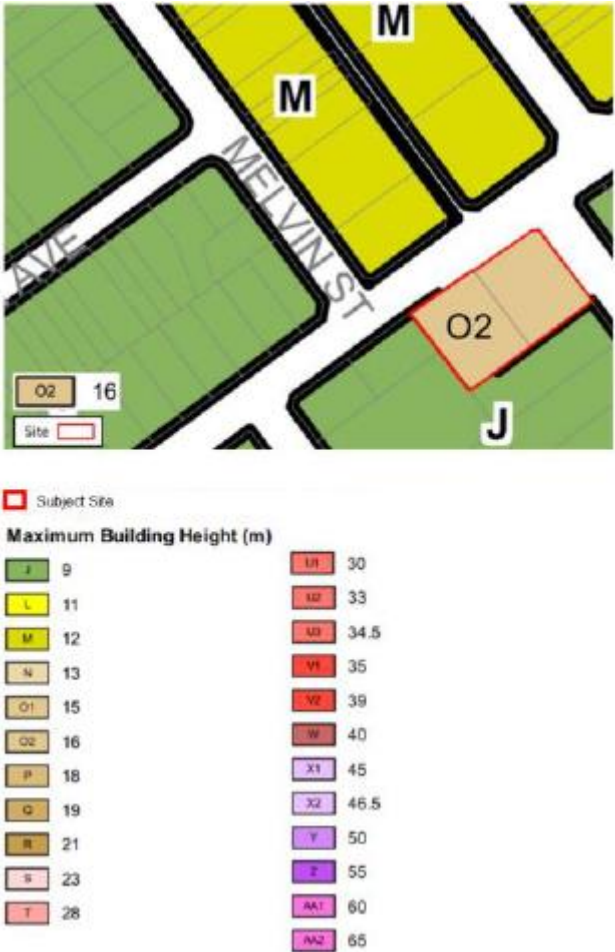 M
M
MELVIN ST
AVE
O2
J
O2 16
Site
Subject Site
Maximum Building Height (m)
J 9
L 11
M 12
N 13
O1 15
O2 16
P 18
Q 19
R 21
S 23
T 28
U1 30
U2 33
U3 34.5
V1 35
V2 39
W 40
X1 45
X2 46.5
Y 50
Z 55
AA1 60
AA2 65